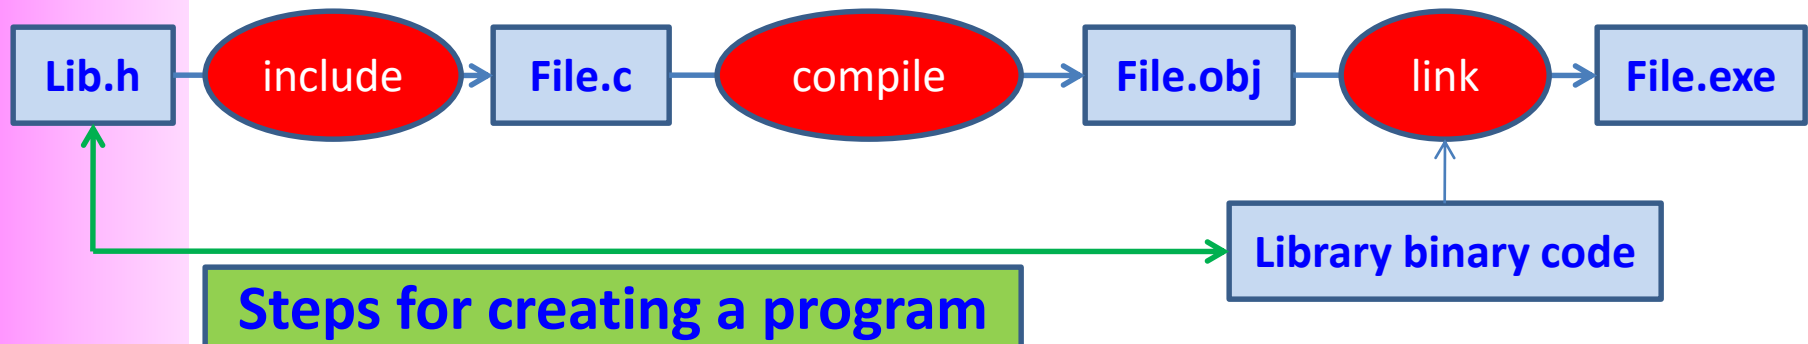 Lib.h
include
File.c
compile
File.obj
link
File.exe
Library binary code
Steps for creating a program